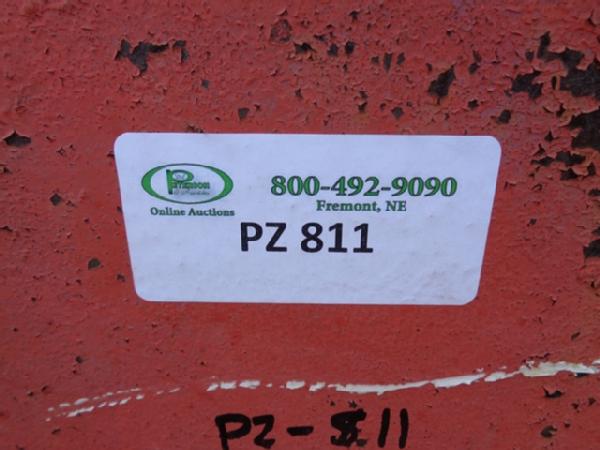 PETERSON
Online Auctions
800-492-9090
Fremont, NE
PZ 811
PZ-811